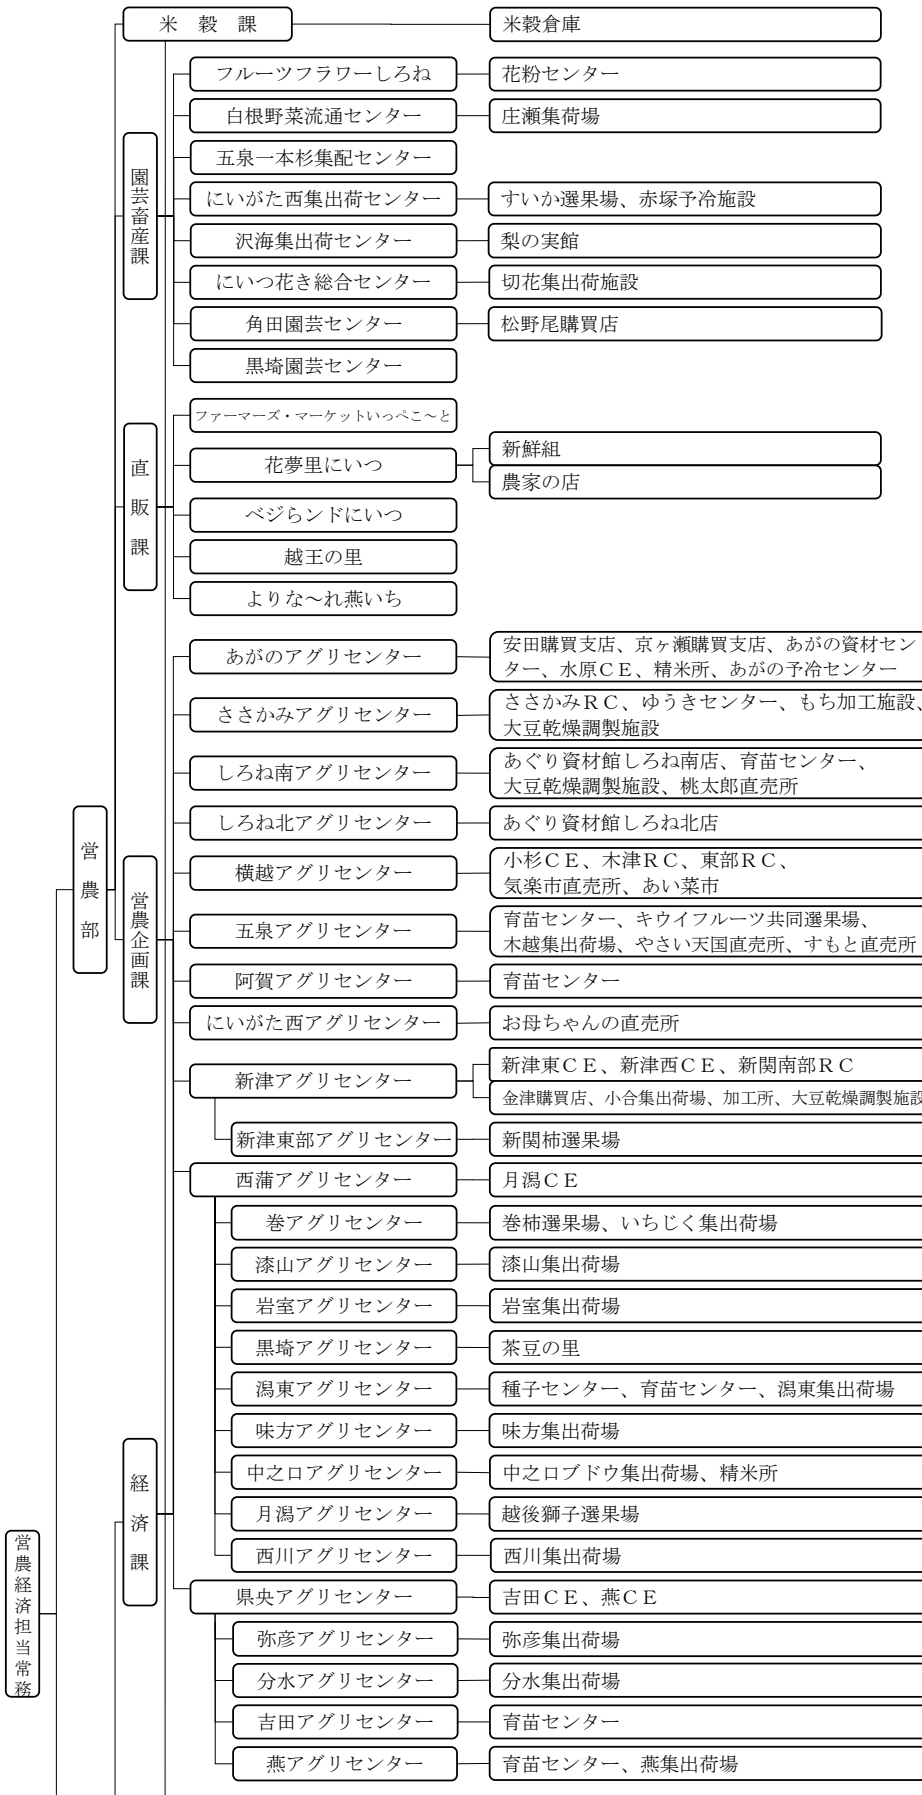 米穀課
米穀倉庫
園芸畜産課
フルーツフラワーしろね
花粉センター
白根野菜流通センター
庄瀬集荷場
五泉一本杉集配センター
にいがた西集出荷センター
すいか選果場、赤塚予冷施設
沢海集出荷センター
梨の実館
にいつ花き総合センター
切花集出荷施設
角田園芸センター
松野尾購買店
黒埼園芸センター
直販課
ファーマーズ・マーケットいっぺこ～と
花夢里にいつ
新鮮組
農家の店
ベジらンドにいつ
越王の里
よりな～れ燕いち
営農部
営農企画課
あがのアグリセンター
安田購買支店、京ヶ瀬購買支店、あがの資材セン
ター、水原ＣＥ、精米所、あがの予冷センター
ささかみアグリセンター
ささかみＲＣ、ゆうきセンター、もち加工施設、
大豆乾燥調製施設
しろね南アグリセンター
あぐり資材館しろね南店、育苗センター、
大豆乾燥調製施設、桃太郎直売所
しろね北アグリセンター
あぐり資材館しろね北店
横越アグリセンター
小杉ＣＥ、木津ＲＣ、東部ＲＣ、
気楽市直売所、あい菜市
五泉アグリセンター
育苗センター、キウイフルーツ共同選果場、
木越集出荷場、やさい天国直売所、すもと直売所
阿賀アグリセンター
育苗センター
にいがた西アグリセンター
お母ちゃんの直売所
新津アグリセンター
新津東ＣＥ、新津西ＣＥ、新関南部ＲＣ
金津購買店、小合集出荷場、加工所、大豆乾燥調製施設
新津東部アグリセンター
新関柿選果場
西蒲アグリセンター
月潟ＣＥ
巻アグリセンター
巻柿選果場、いちじく集出荷場
漆山アグリセンター
漆山集出荷場
岩室アグリセンター
岩室集出荷場
黒埼アグリセンター
茶豆の里
潟東アグリセンター
種子センター、育苗センター、潟東集出荷場
味方アグリセンター
味方集出荷場
中之口アグリセンター
中之口ブドウ集出荷場、精米所
月潟アグリセンター
越後獅子選果場
西川アグリセンター
西川集出荷場
経済課
営農経済担当常務
県央アグリセンター
吉田ＣＥ、燕ＣＥ
弥彦アグリセンター
弥彦集出荷場
分水アグリセンター
分水集出荷場
吉田アグリセンター
育苗センター
燕アグリセンター
育苗センター、燕集出荷場